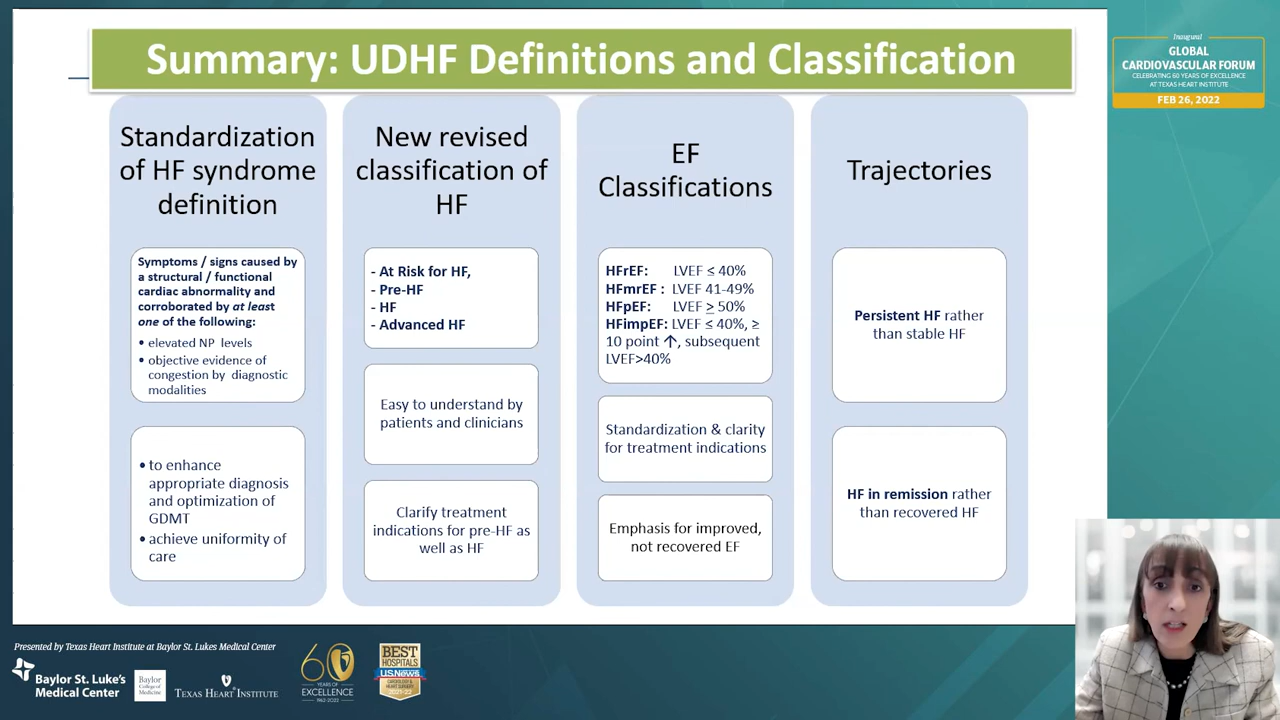 Summary: UDHF Definitions and Classification
Inaugural
GLOBAL
CARDIOVASCULAR FORUM
CELEBRATING 60 YEARS OF EXCELLENCE
AT TEXAS HEART INSTITUTE
FEB 26, 2022
Standardization
of HF syndrome
definition
Symptoms / signs caused by
a structural / functional
cardiac abnormality and
corroborated by at least
one of the following:
• elevated NP levels
• objective evidence of
congestion by diagnostic
modalities
• to enhance
appropriate diagnosis
and optimization of
GDMT
• achieve uniformity of
care
New revised
classification of
HF
- At Risk for HF,
- Pre-HF
- HF
- Advanced HF
Easy to understand by
patients and clinicians
Clarify treatment
indications for pre-HF as
well as HF
EF
Classifications
HFrEF: LVEF ≤ 40%
HFmrEF : LVEF 41-49%
HFpEF: LVEF ≥ 50%
HFimpEF: LVEF ≤ 40%, ≥
10 point ↑, subsequent
LVEF>40%
Standardization & clarity
for treatment indications
Emphasis for improved,
not recovered EF
Trajectories
Persistent HF rather
than stable HF
HF in remission rather
than recovered HF
Presented by Texas Heart Institute at Baylor St. Lukes Medical Center
Baylor St. Luke's
Medical Center
Baylor
College of
Medicine
TEXAS HEART INSTITUTE
60
YEARS OF
EXCELLENCE
BEST
HOSPITALS
U.S.News